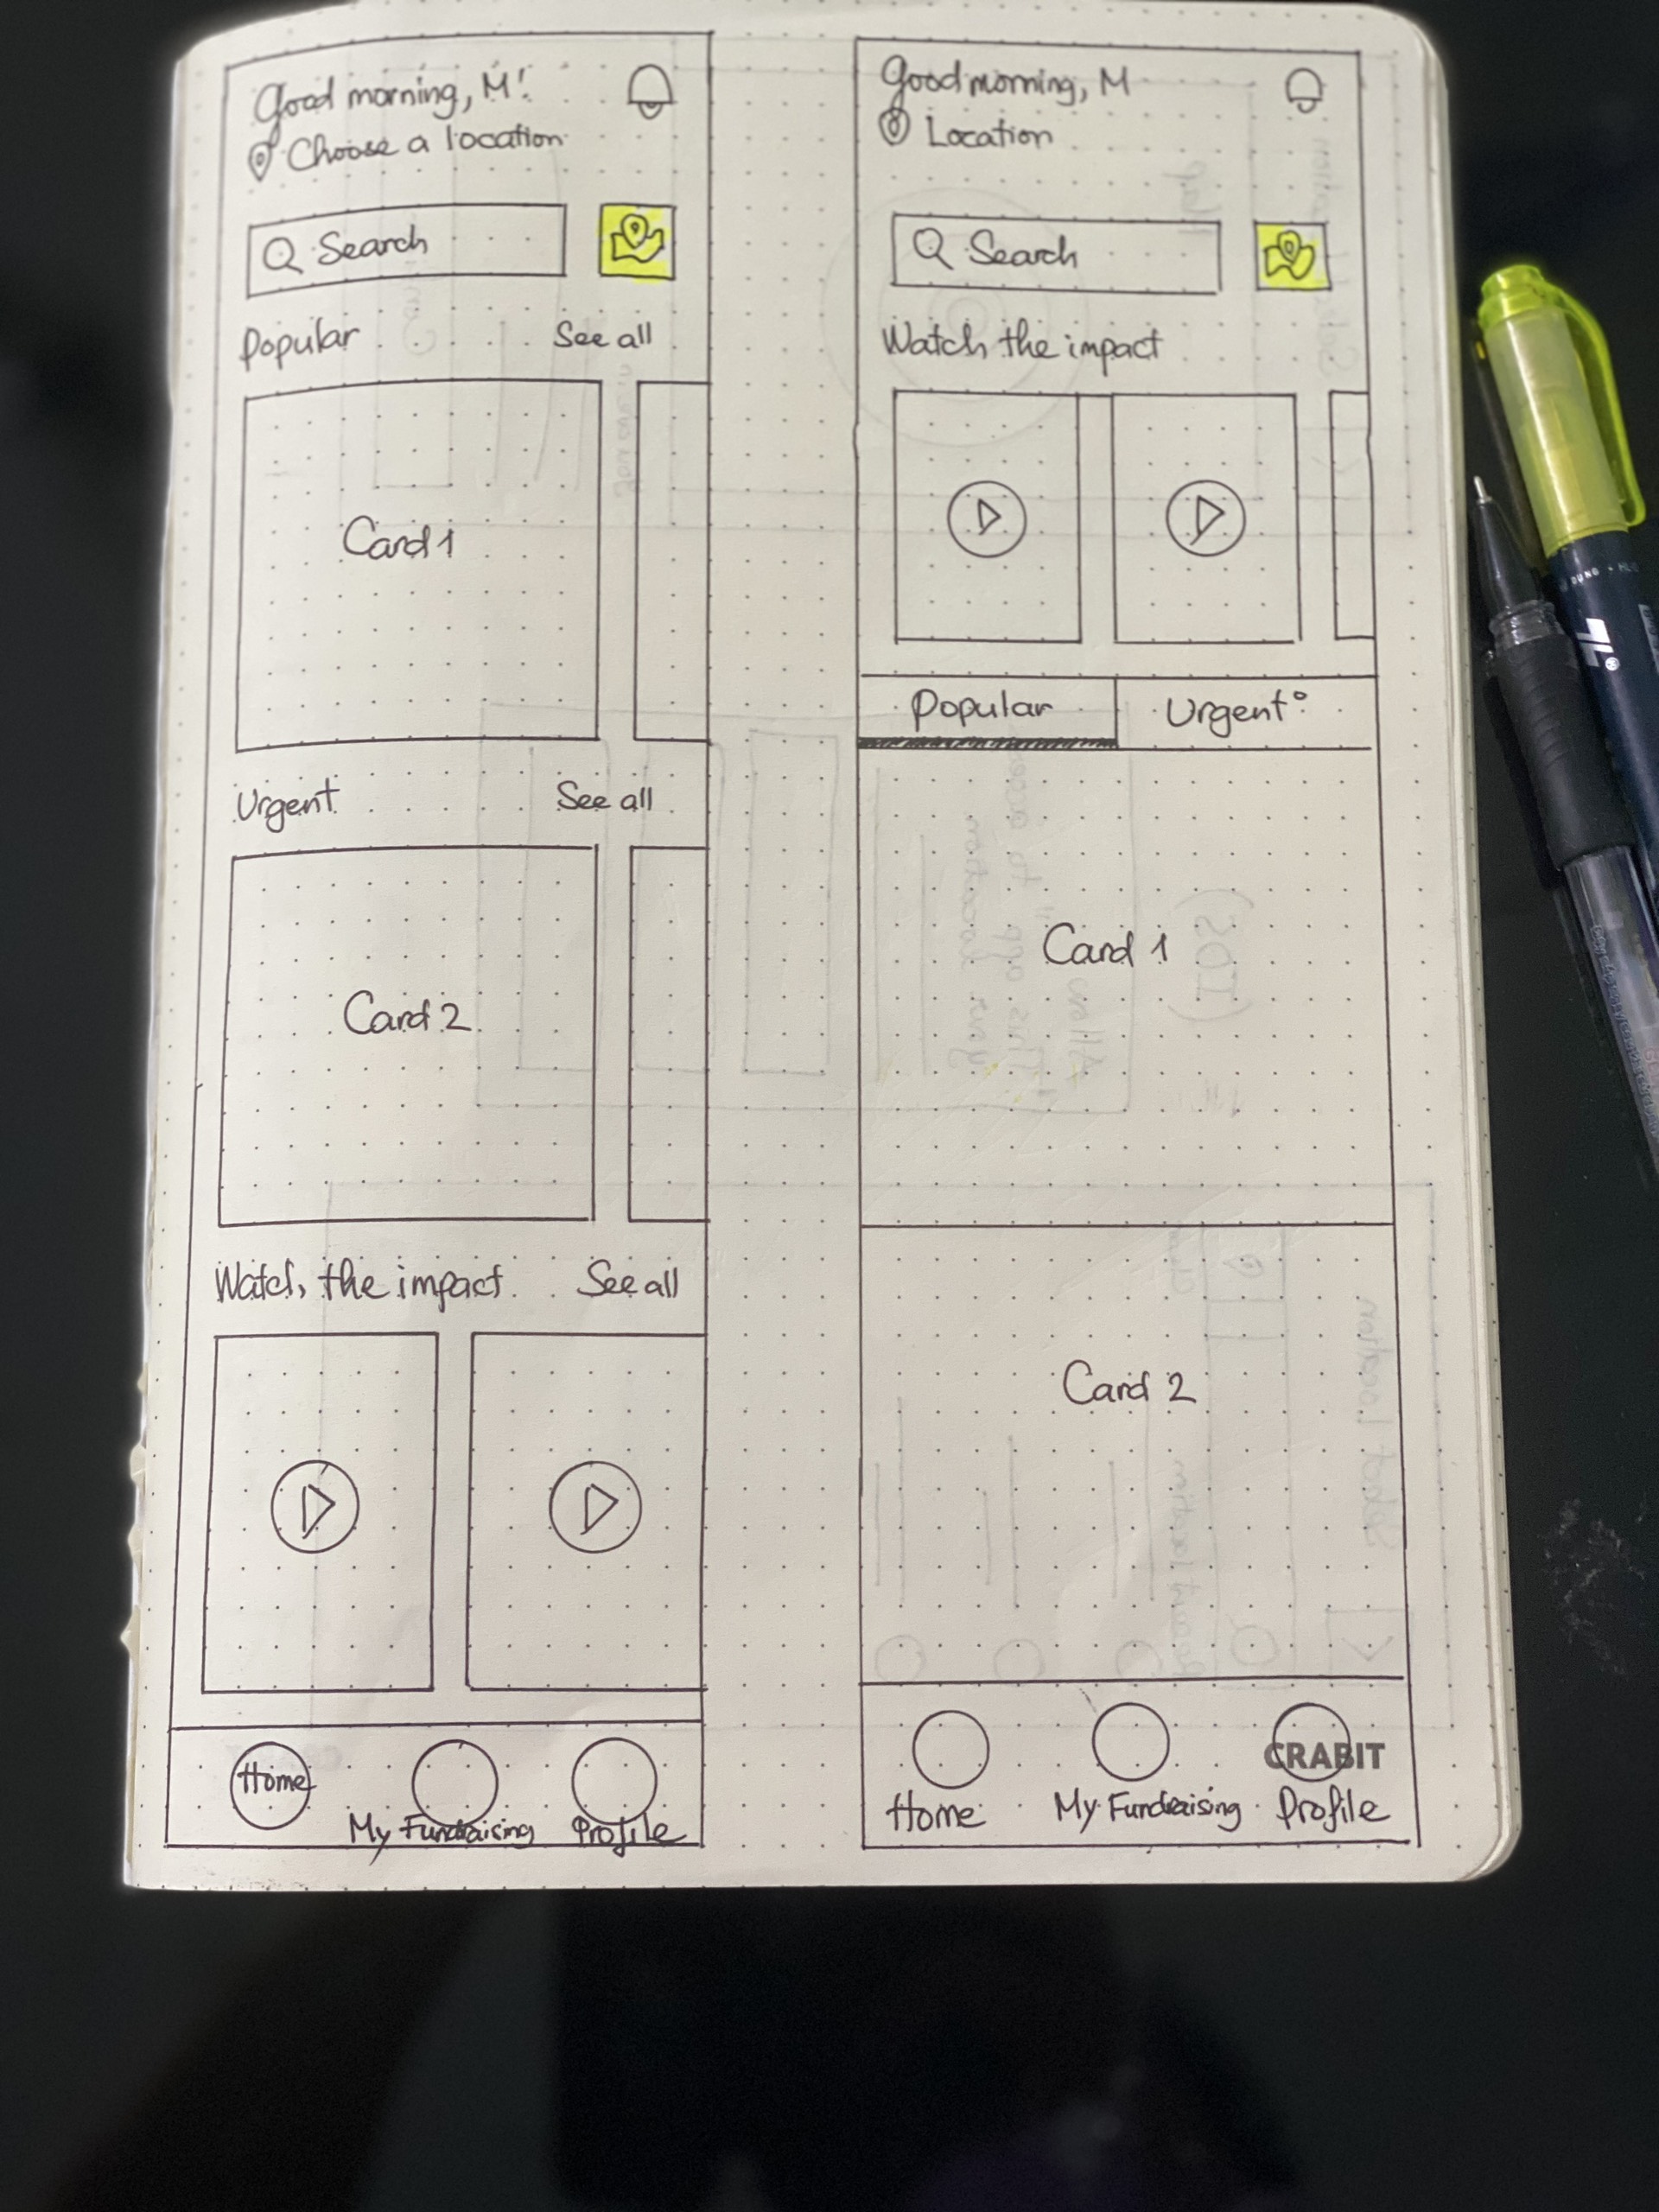 Good morning, M!
Choose a location
Search
Popular See all
Card 1
Urgent See all
Card 2
Watch the impact See all
Home
My Fundraising Profile
Good morning, M
Location
Search
Watch the impact
Popular Urgent
Card 1
Card 2
CRABIT
Home My Fundraising Profile